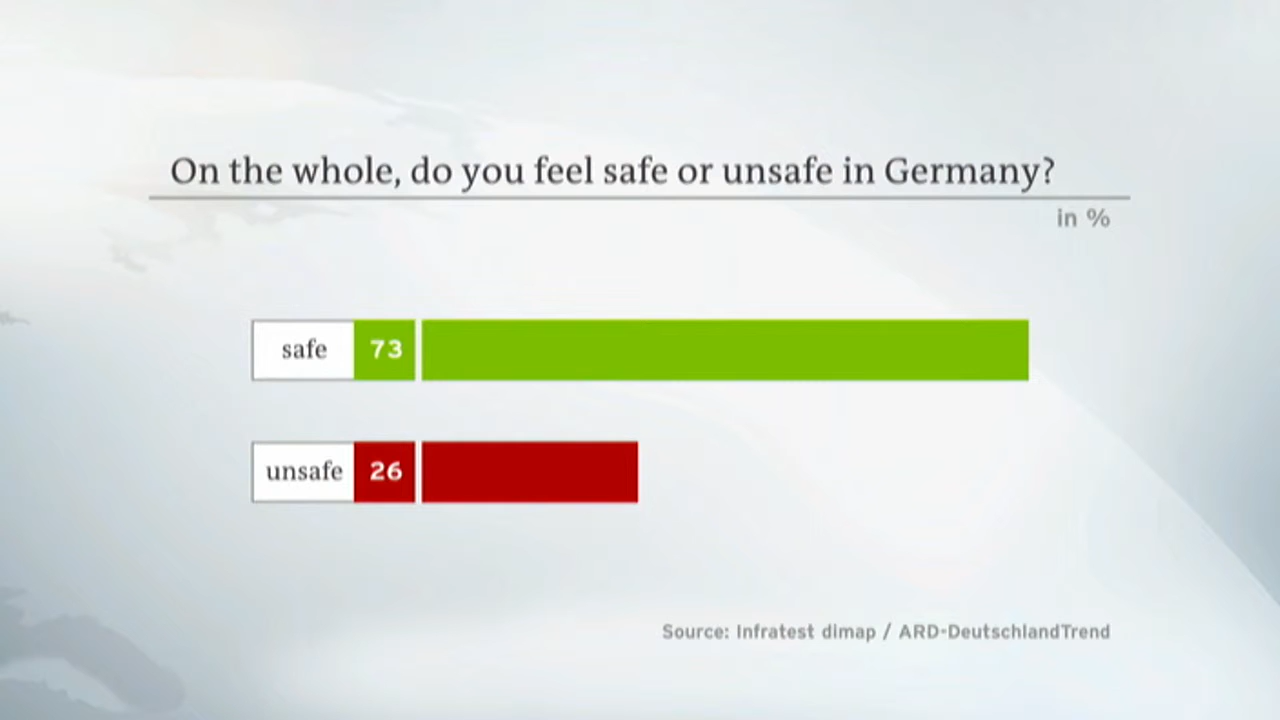 On the whole, do you feel safe or unsafe in Germany?
in %
safe 73
unsafe 26
Source: Infratest dimap / ARD-DeutschlandTrend